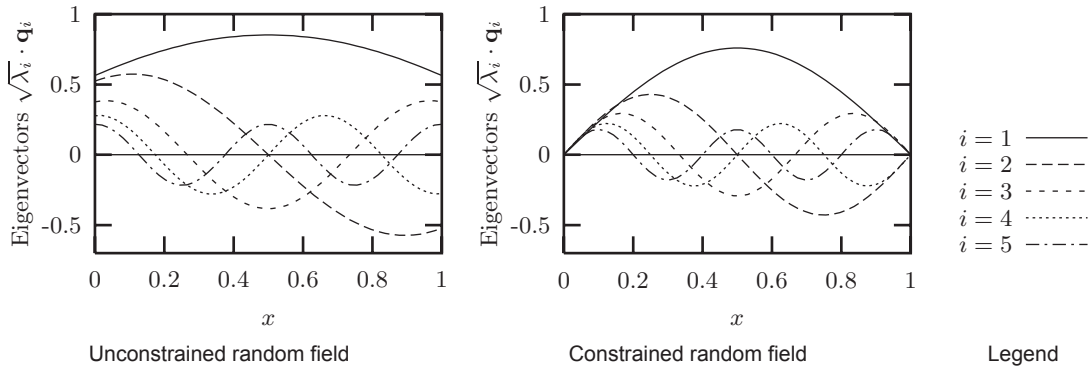 Eigenvectors √λᵢ · qᵢ
1
0.5
0
-0.5
0 0.2 0.4 0.6 0.8 1
x
Unconstrained random field
Eigenvectors √λᵢ · qᵢ
1
0.5
0
-0.5
0 0.2 0.4 0.6 0.8 1
x
Constrained random field
i = 1
i = 2
i = 3
i = 4
i = 5
Legend